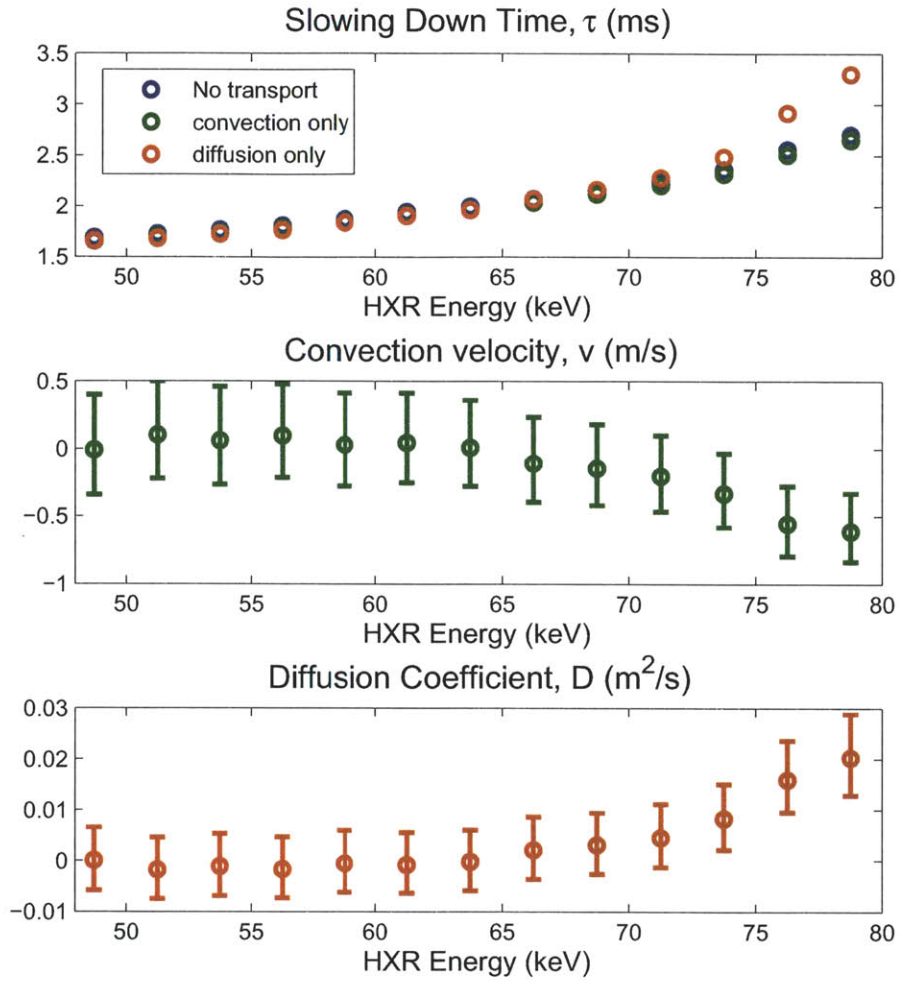 Slowing Down Time, τ (ms)
3.5
3
2.5
2
1.5
No transport
convection only
diffusion only
50 55 60 65 70 75 80
HXR Energy (keV)
Convection velocity, v (m/s)
0.5
0
−0.5
−1
50 55 60 65 70 75 80
HXR Energy (keV)
Diffusion Coefficient, D (m²/s)
0.03
0.02
0.01
0
−0.01
50 55 60 65 70 75 80
HXR Energy (keV)